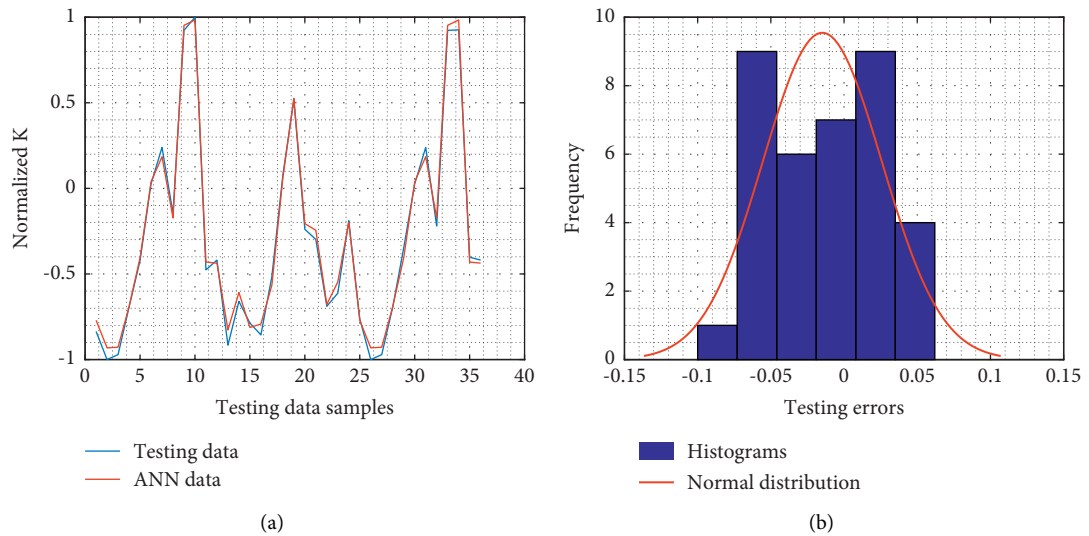 1
0.5
0
-0.5
-1
Normalized K
0
5
10
15
20
25
30
35
40
Testing data samples
Testing data
ANN data
(a)
10
8
6
4
2
0
Frequency
-0.15
-0.1
-0.05
0
0.05
0.1
0.15
Testing errors
Histograms
Normal distribution
(b)